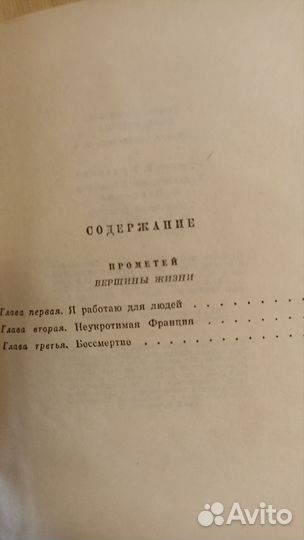 СОДЕРЖАНИЕ
ПРОМЕТЕЙ
ВЕРШИНЫ ЖИЗНИ
Глава первая. Я работаю для людей . . . . . .
Глава вторая. Неукротимая Франция . . . . . .
Глава третья. Бессмертие . . . . . . . . . .
Avito